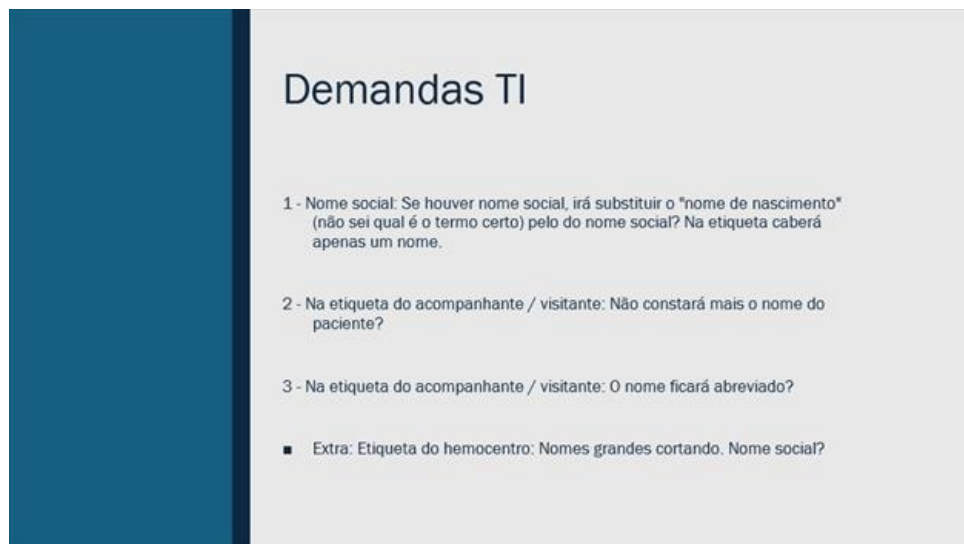 Demandas TI
1 - Nome social: Se houver nome social, irá substituir o "nome de nascimento"
(não sei qual é o termo certo) pelo do nome social? Na etiqueta caberá
apenas um nome.
2 - Na etiqueta do acompanhante / visitante: Não constará mais o nome do
paciente?
3 - Na etiqueta do acompanhante / visitante: O nome ficará abreviado?
■ Extra: Etiqueta do hemocentro: Nomes grandes cortando. Nome social?